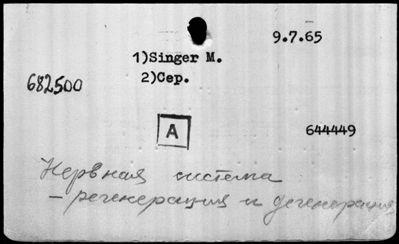 9.7.65
1)Singer M.
2)Сер.
682500
A
644449
Нервная система
- регенерация и дегенерация